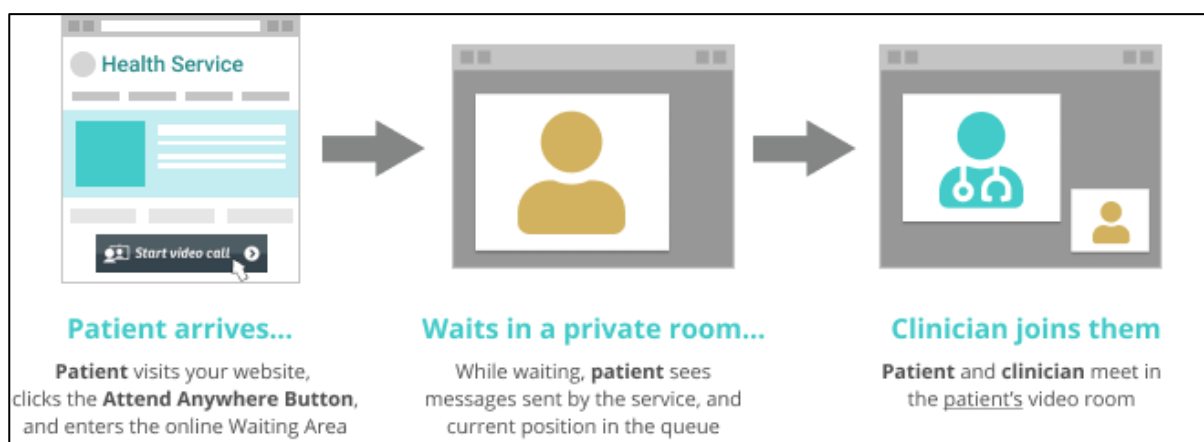 Health Service
Start video call
Patient arrives...
Patient visits your website,
clicks the Attend Anywhere Button,
and enters the online Waiting Area
Waits in a private room...
While waiting, patient sees
messages sent by the service, and
current position in the queue
Clinician joins them
Patient and clinician meet in
the patient's video room